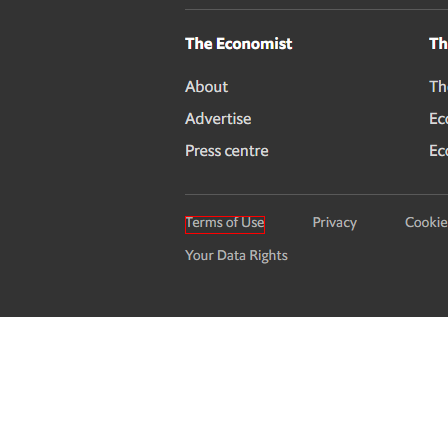 The Economist
About
Advertise
Press centre
Terms of Use Privacy
Your Data Rights